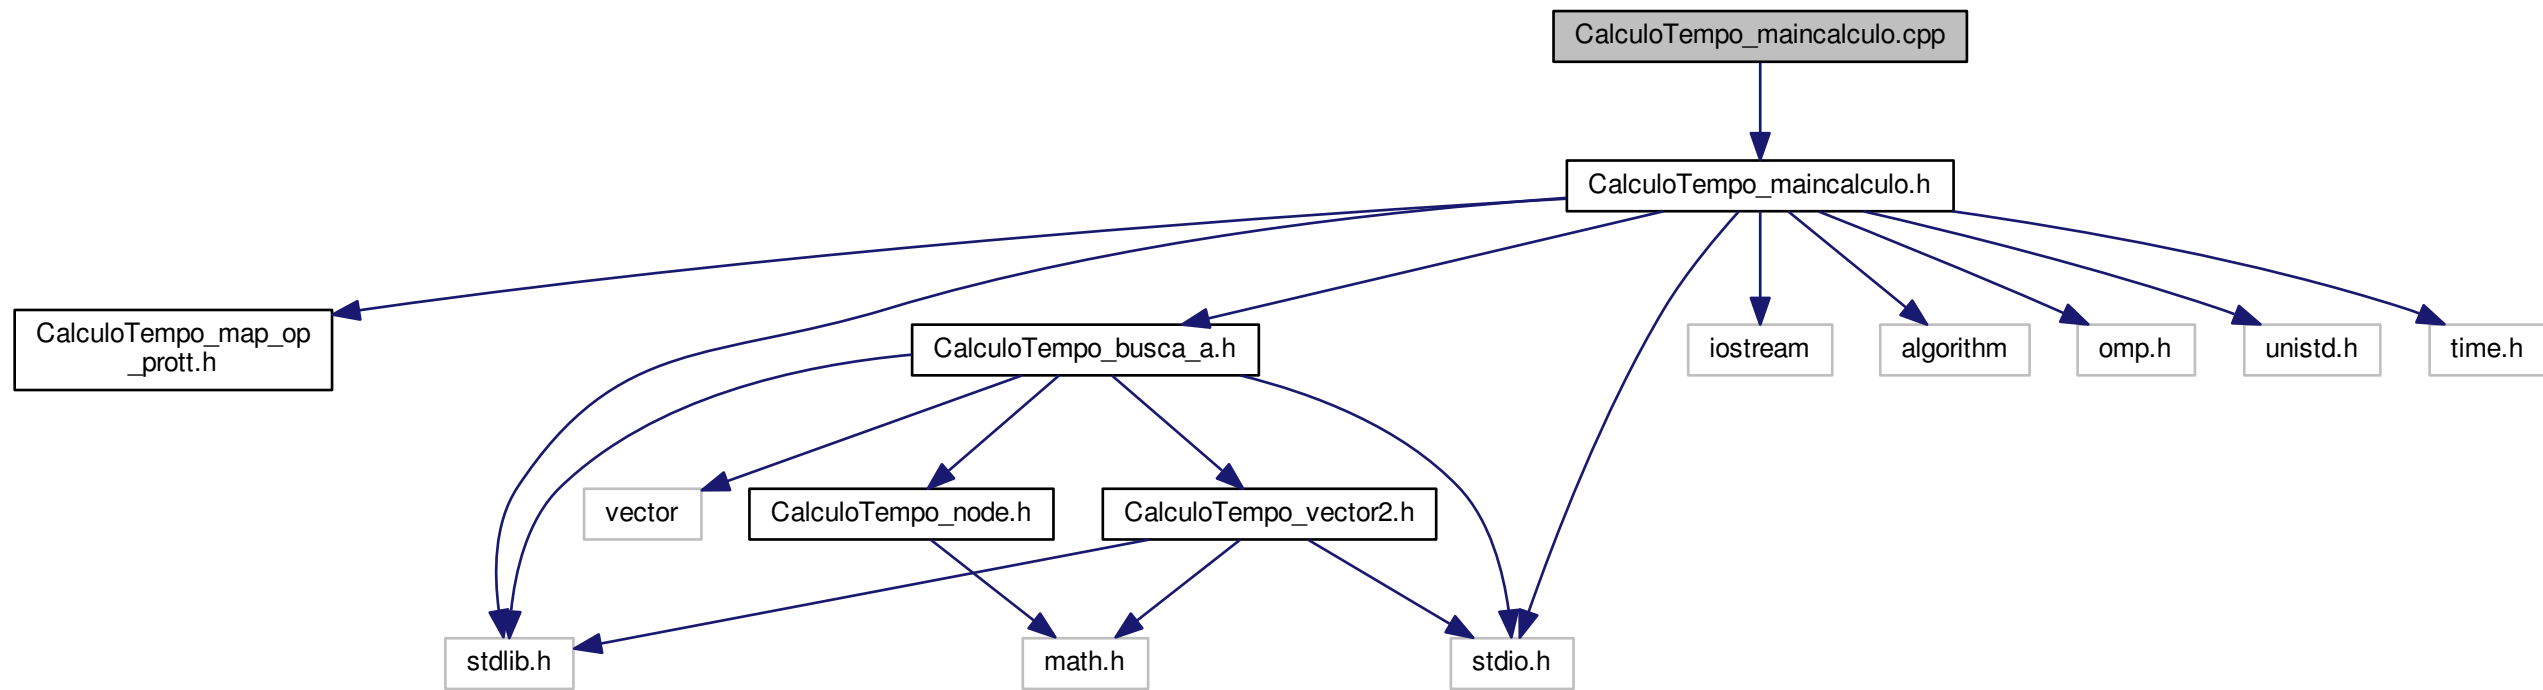 CalculoTempo_maincalculo.cpp
CalculoTempo_maincalculo.h
CalculoTempo_map_op
_prott.h
CalculoTempo_busca_a.h
iostream
algorithm
omp.h
unistd.h
time.h
vector
CalculoTempo_node.h
CalculoTempo_vector2.h
stdlib.h
math.h
stdio.h